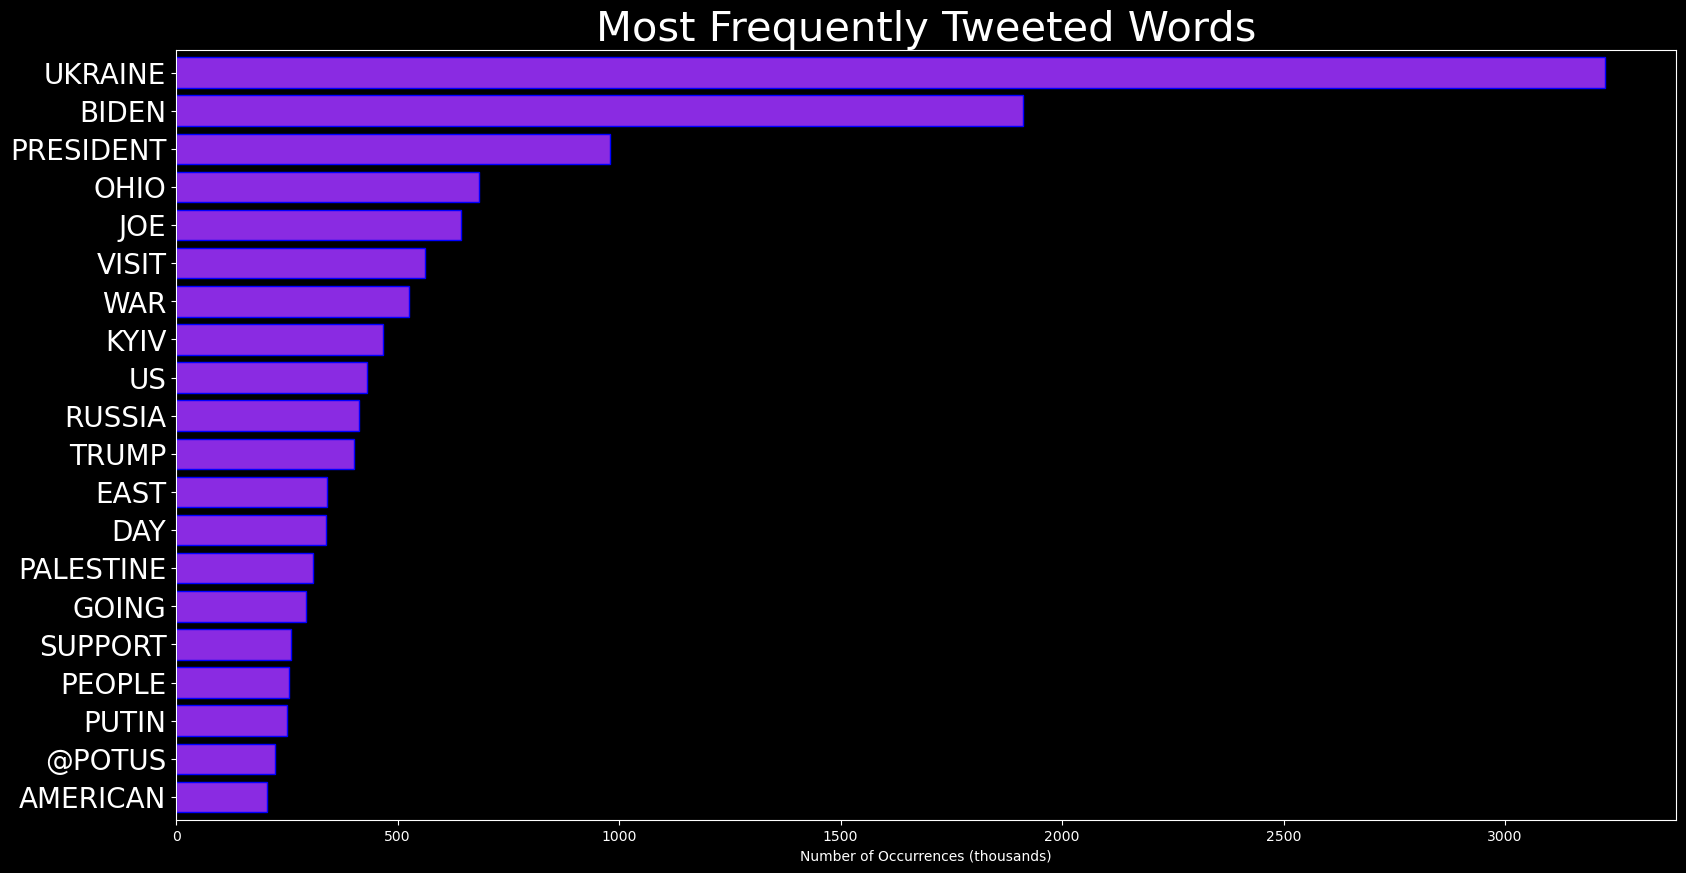 Most Frequently Tweeted Words
UKRAINE
BIDEN
PRESIDENT
OHIO
JOE
VISIT
WAR
KYIV
US
RUSSIA
TRUMP
EAST
DAY
PALESTINE
GOING
SUPPORT
PEOPLE
PUTIN
@POTUS
AMERICAN
0 500 1000 1500 2000 2500 3000
Number of Occurrences (thousands)